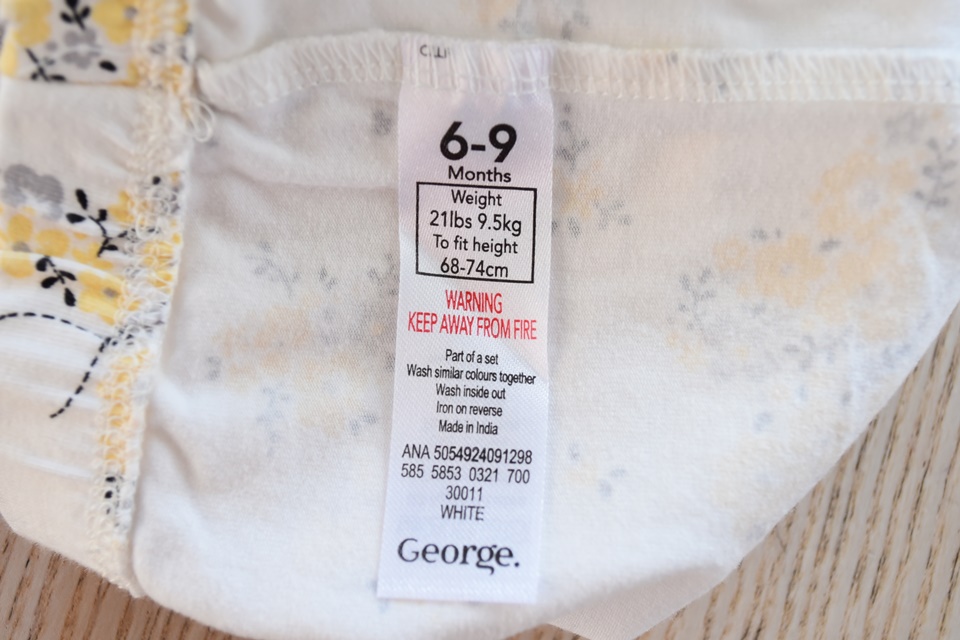 6-9
Months
Weight
21lbs 9.5kg
To fit height
68-74cm
WARNING
KEEP AWAY FROM FIRE
Part of a set
Wash similar colours together
Wash inside out
Iron on reverse
Made in India
ANA 5054924091298
585 5853 0321 700
30011
WHITE
George.